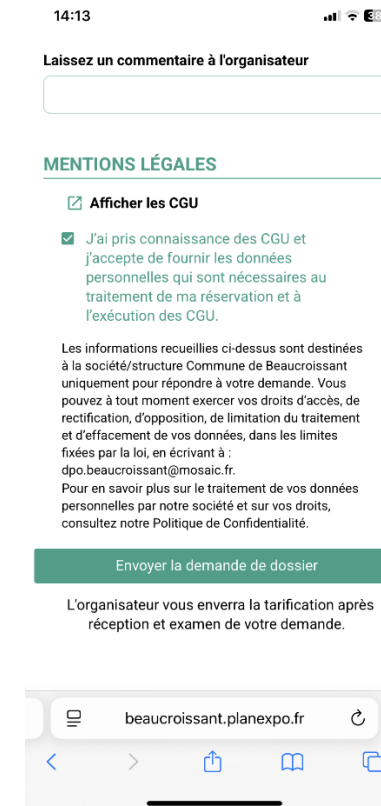 14:13
Laissez un commentaire à l'organisateur
MENTIONS LÉGALES
Afficher les CGU
J'ai pris connaissance des CGU et
j'accepte de fournir les données
personnelles qui sont nécessaires au
traitement de ma réservation et à
l'exécution des CGU.
Les informations recueillies ci-dessus sont destinées
à la société/structure Commune de Beaucroissant
uniquement pour répondre à votre demande. Vous
pouvez à tout moment exercer vos droits d'accès, de
rectification, d'opposition, de limitation du traitement
et d'effacement de vos données, dans les limites
fixées par la loi, en écrivant à :
dpo.beaucroissant@mosaic.fr.
Pour en savoir plus sur le traitement de vos données
personnelles par notre société et sur vos droits,
consultez notre Politique de Confidentialité.
Envoyer la demande de dossier
L'organisateur vous enverra la tarification après
réception et examen de votre demande.
beaucroissant.planexpo.fr